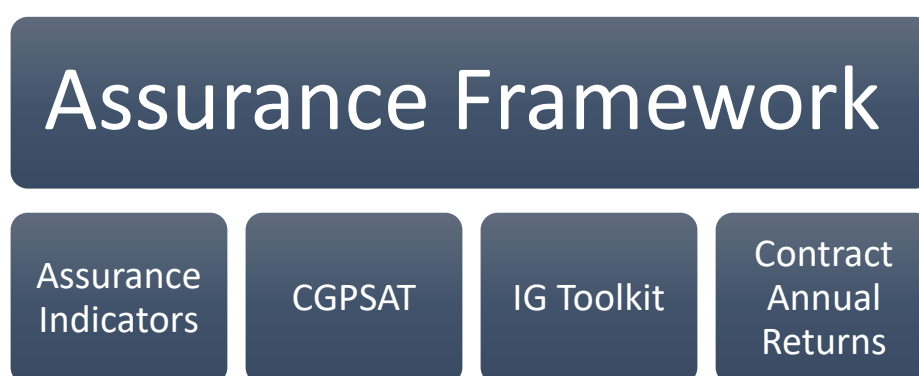 Assurance Framework
Assurance
Indicators
CGPSAT
IG Toolkit
Contract
Annual
Returns